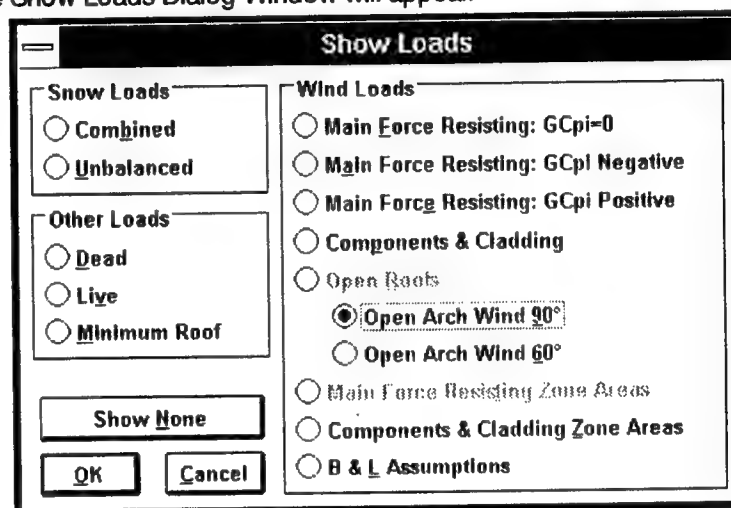 Show Loads Dialog Window will appear.
Show Loads
Snow Loads
Combined
Unbalanced
Other Loads
Dead
Live
Minimum Roof
Show None
OK
Cancel
Wind Loads
Main Force Resisting: GCpi=0
Main Force Resisting: GCpi Negative
Main Force Resisting: GCpi Positive
Components & Cladding
Open Roofs
Open Arch Wind 90°
Open Arch Wind 60°
Main Force Resisting Zone Areas
Components & Cladding Zone Areas
B & L Assumptions